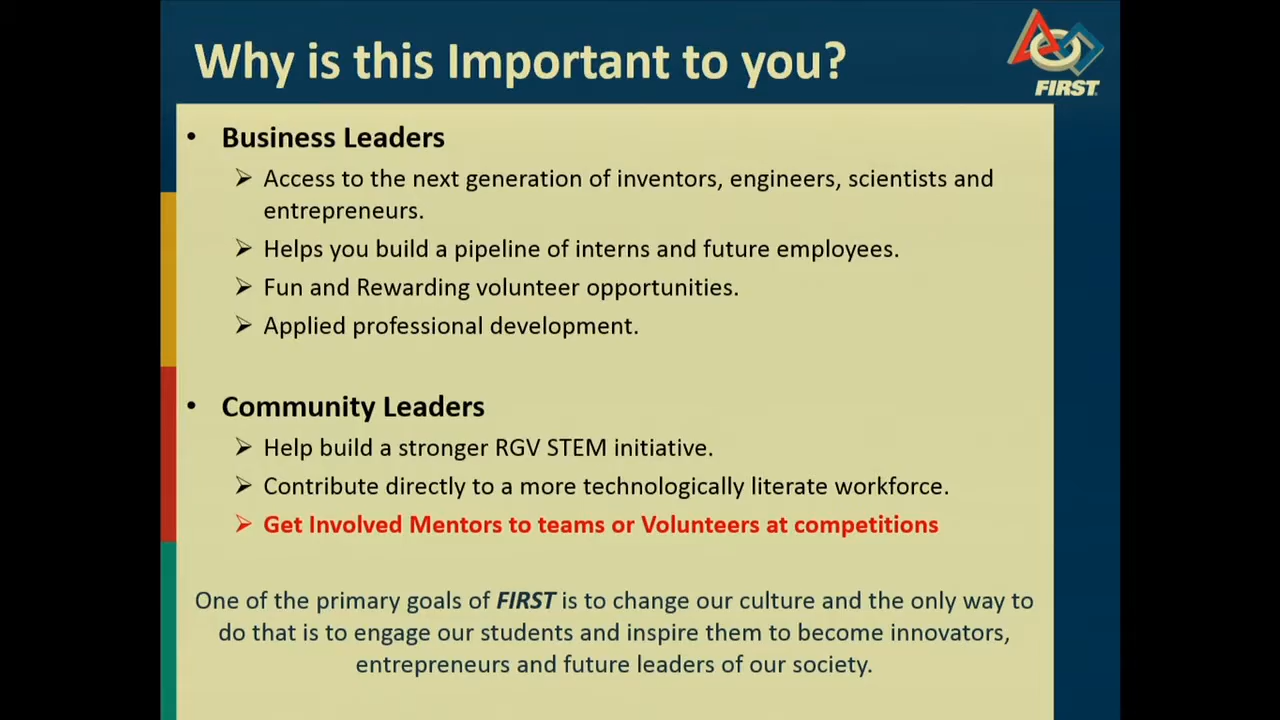 Why is this Important to you?
FIRST
• Business Leaders
➢ Access to the next generation of inventors, engineers, scientists and
entrepreneurs.
➢ Helps you build a pipeline of interns and future employees.
➢ Fun and Rewarding volunteer opportunities.
➢ Applied professional development.
• Community Leaders
➢ Help build a stronger RGV STEM initiative.
➢ Contribute directly to a more technologically literate workforce.
➢ Get Involved Mentors to teams or Volunteers at competitions
One of the primary goals of FIRST is to change our culture and the only way to
do that is to engage our students and inspire them to become innovators,
entrepreneurs and future leaders of our society.